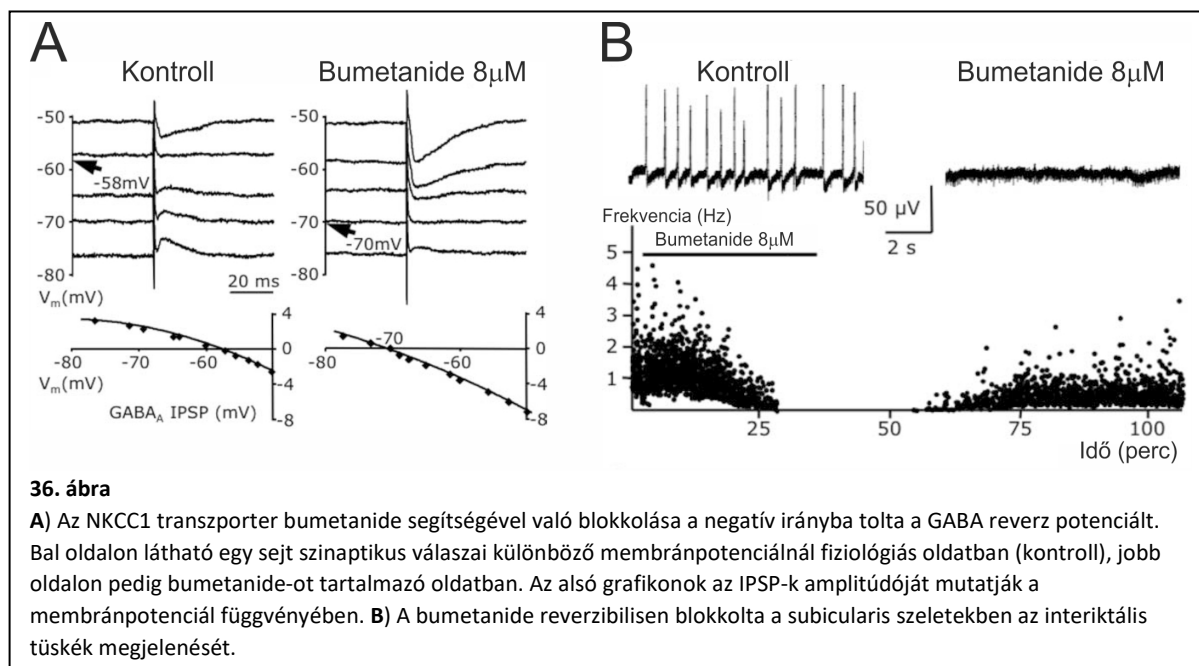 A
B
Kontroll
Bumetanide 8μM
Kontroll
Bumetanide 8μM
-50
-60
-70
-80
-58mV
Vm(mV)
20 ms
-50
-60
-70
-80
-70mV
4
0
-4
-8
-80
-70
-60
Vm(mV)
GABAA IPSP (mV)
4
0
-4
-8
-80
-70
-60
50 μV
2 s
Frekvencia (Hz)
Bumetanide 8μM
5
4
3
2
1
25
50
75
100
Idő (perc)
36. ábra
A) Az NKCC1 transzporter bumetanide segítségével való blokkolása a negatív irányba tolta a GABA reverz potenciált.
Bal oldalon látható egy sejt szinaptikus válaszai különböző membránpotenciálnál fiziológiás oldatban (kontroll), jobb
oldalon pedig bumetanide-ot tartalmazó oldatban. Az alsó grafikonok az IPSP-k amplitúdóját mutatják a
membránpotenciál függvényében. B) A bumetanide reverzibilisen blokkolta a subicularis szeletekben az interiktális
tüskék megjelenését.